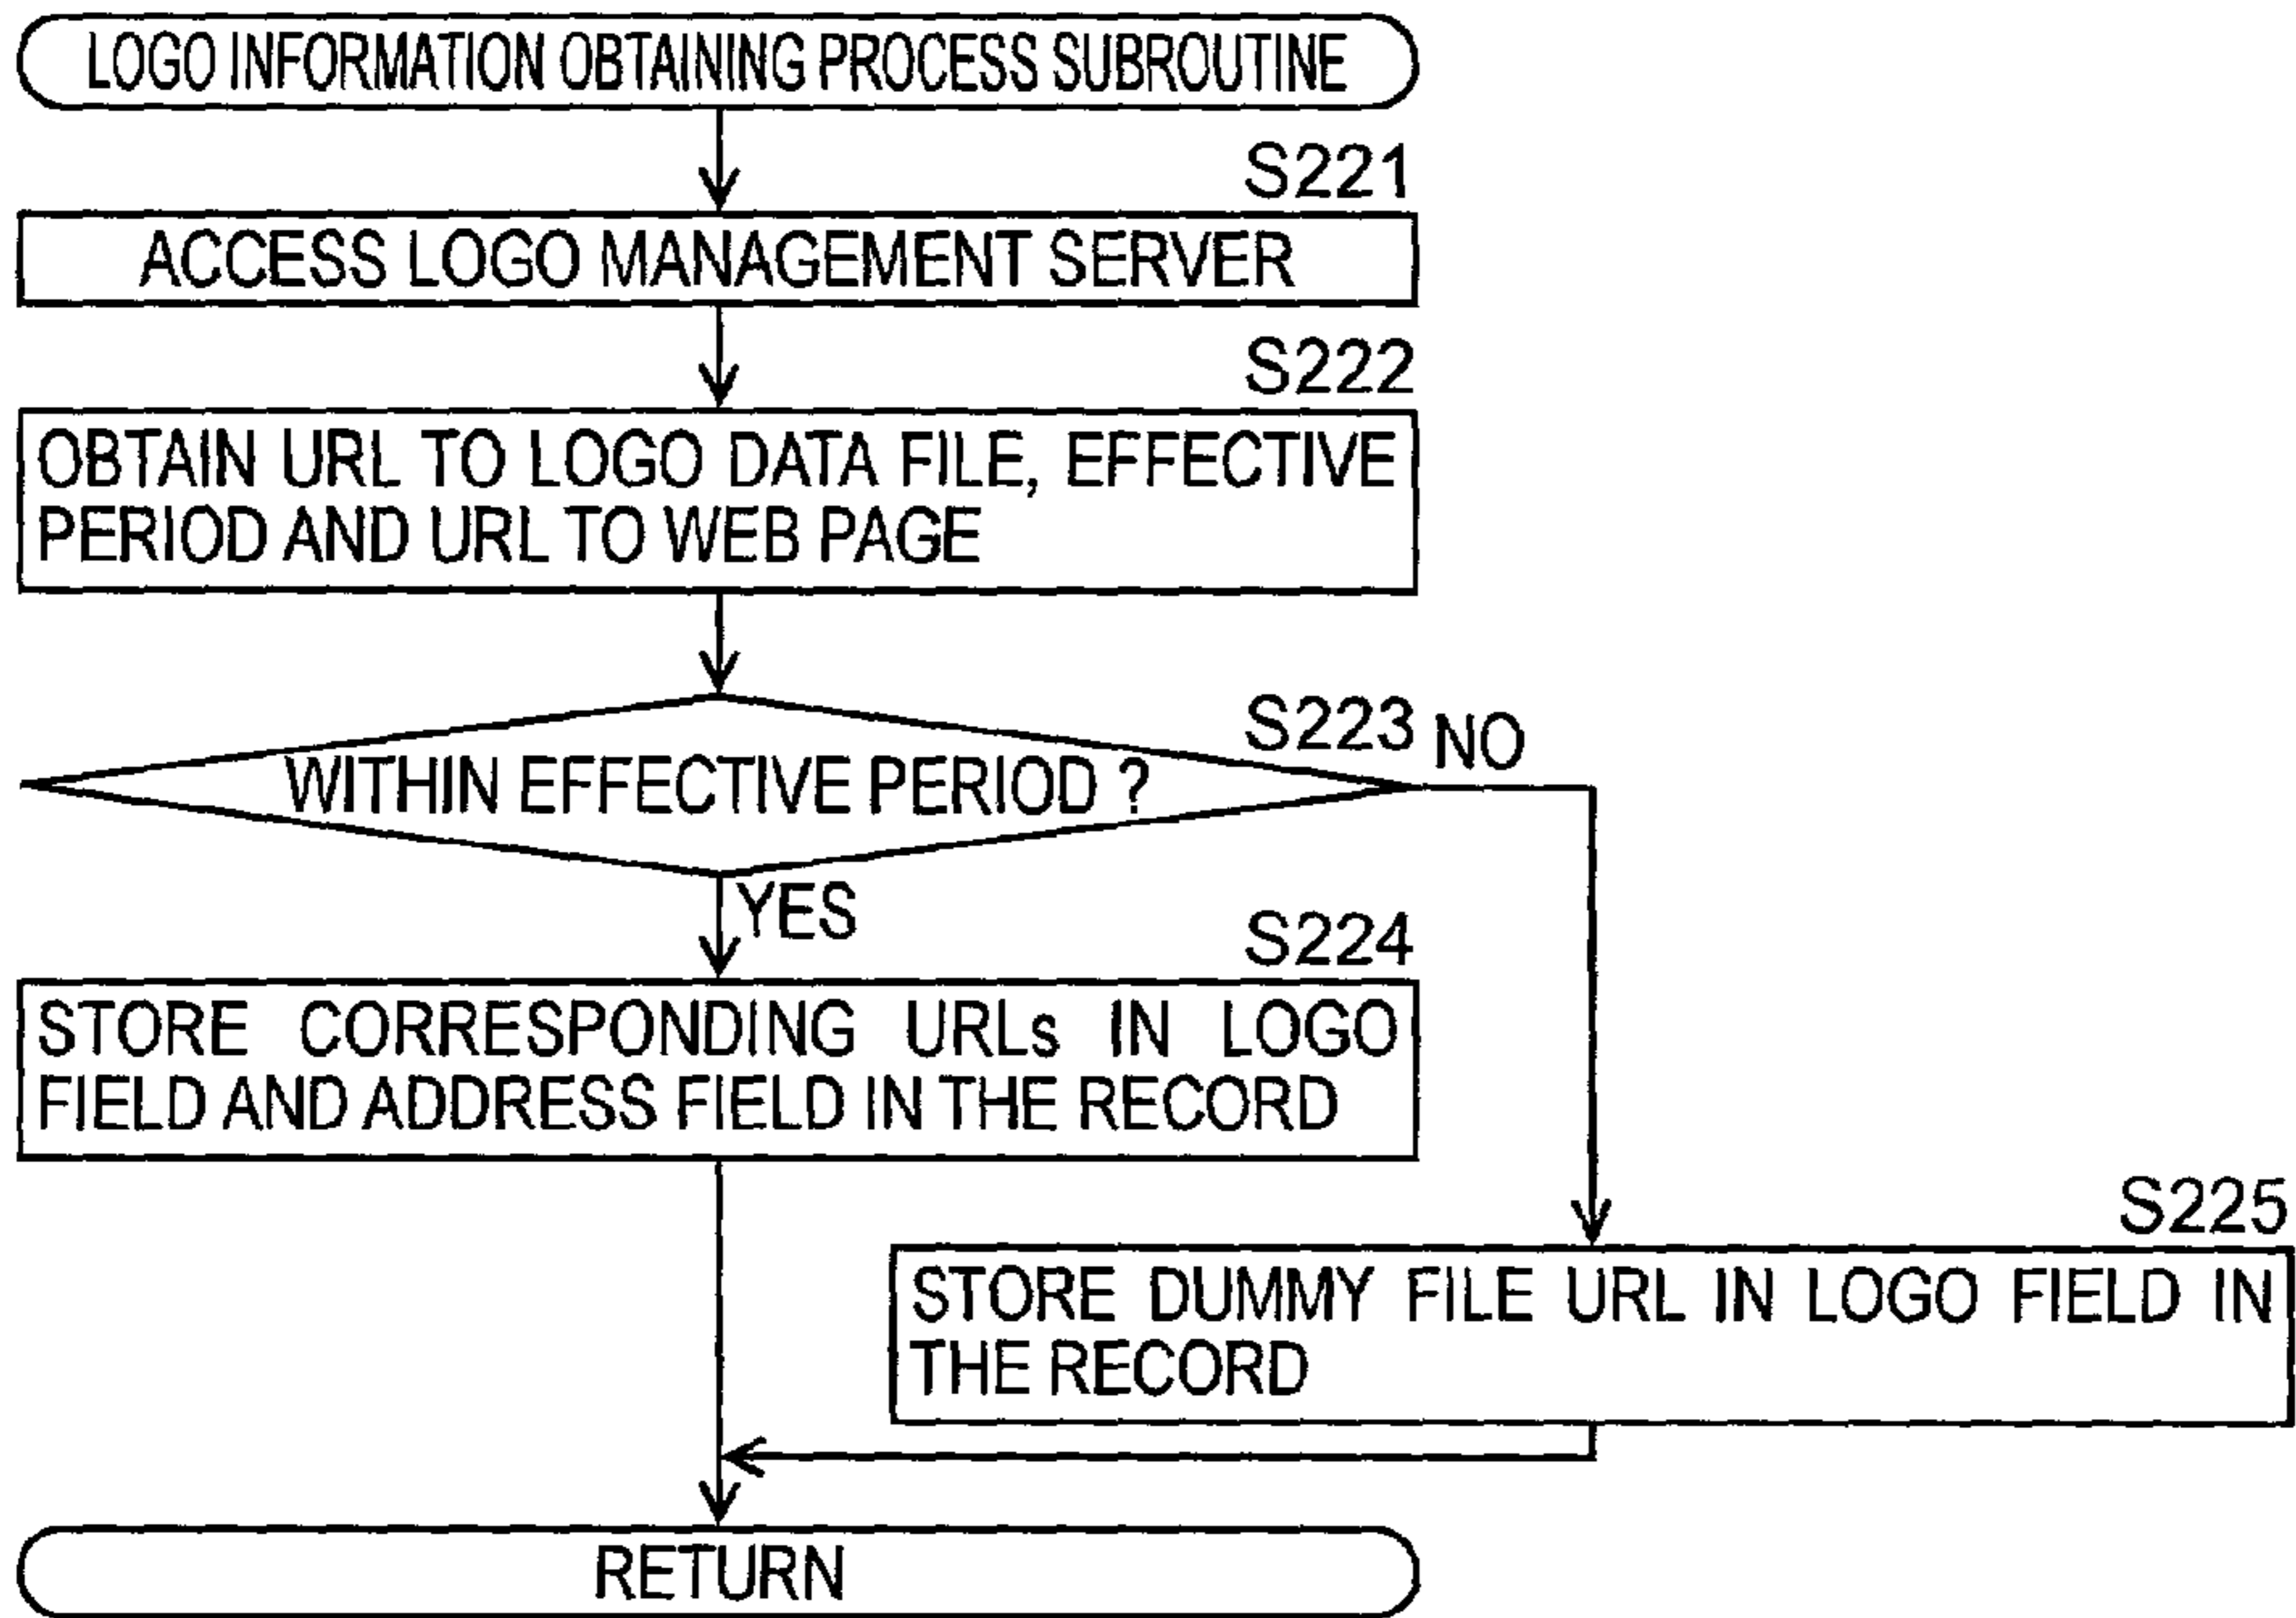 LOGO INFORMATION OBTAINING PROCESS SUBROUTINE
S221
ACCESS LOGO MANAGEMENT SERVER
S222
OBTAIN URL TO LOGO DATA FILE, EFFECTIVE
PERIOD AND URL TO WEB PAGE
S223 NO
WITHIN EFFECTIVE PERIOD ?
YES
S224
STORE CORRESPONDING URLs IN LOGO
FIELD AND ADDRESS FIELD IN THE RECORD
S225
STORE DUMMY FILE URL IN LOGO FIELD IN
THE RECORD
RETURN